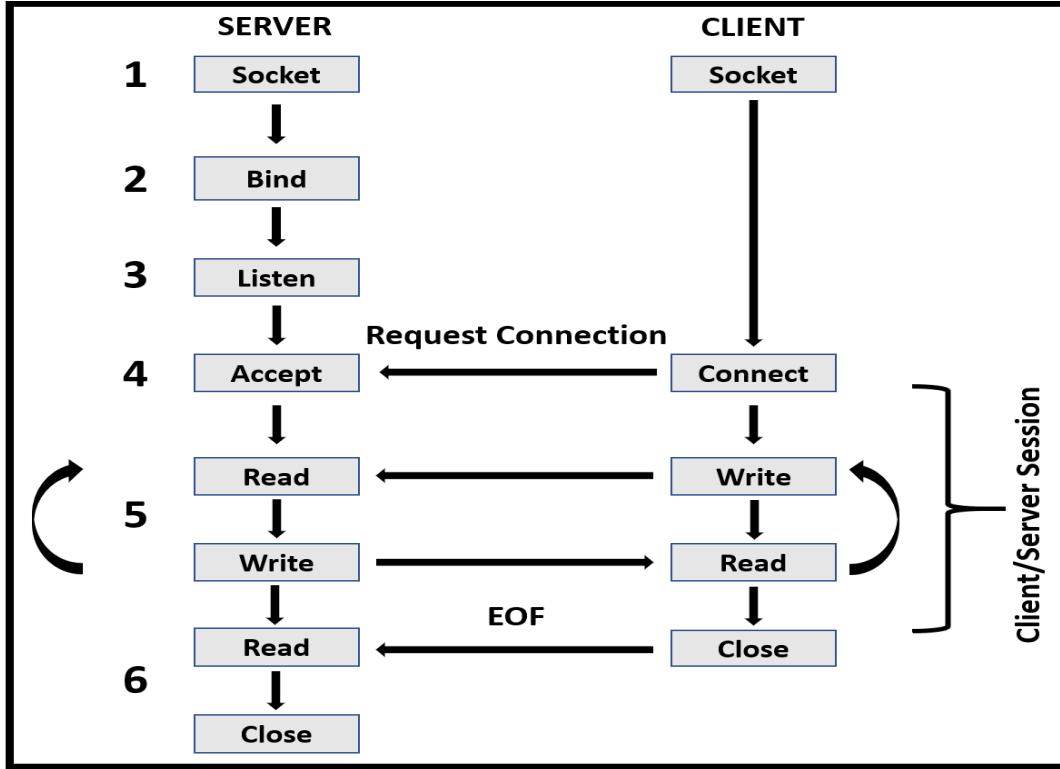 SERVER CLIENT
1 Socket Socket
2 Bind
3 Listen
Request Connection
4 Accept Connect
Read Write
5
Write Read
EOF
Read Close
6
Close
Client/Server Session